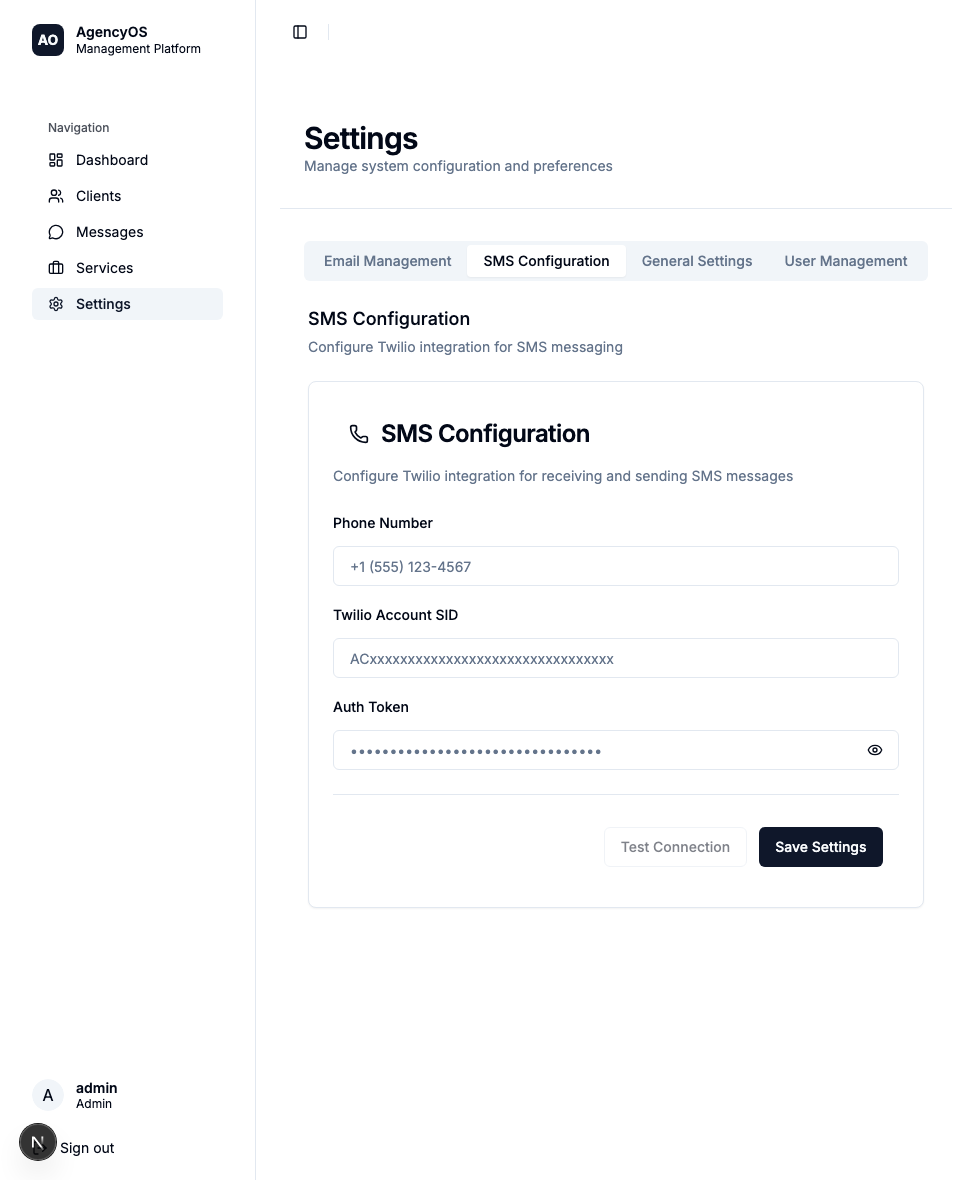 AO
AgencyOS
Management Platform
Navigation
Dashboard
Clients
Messages
Services
Settings
admin
A
Admin
N
Sign out
Settings
Manage system configuration and preferences
Email Management
SMS Configuration
General Settings
User Management
SMS Configuration
Configure Twilio integration for SMS messaging
SMS Configuration
Configure Twilio integration for receiving and sending SMS messages
Phone Number
+1 (555) 123-4567
Twilio Account SID
ACxxxxxxxxxxxxxxxxxxxxxxxxxxxxxxxx
Auth Token
••••••••••••••••••••••••••••••••
Test Connection
Save Settings